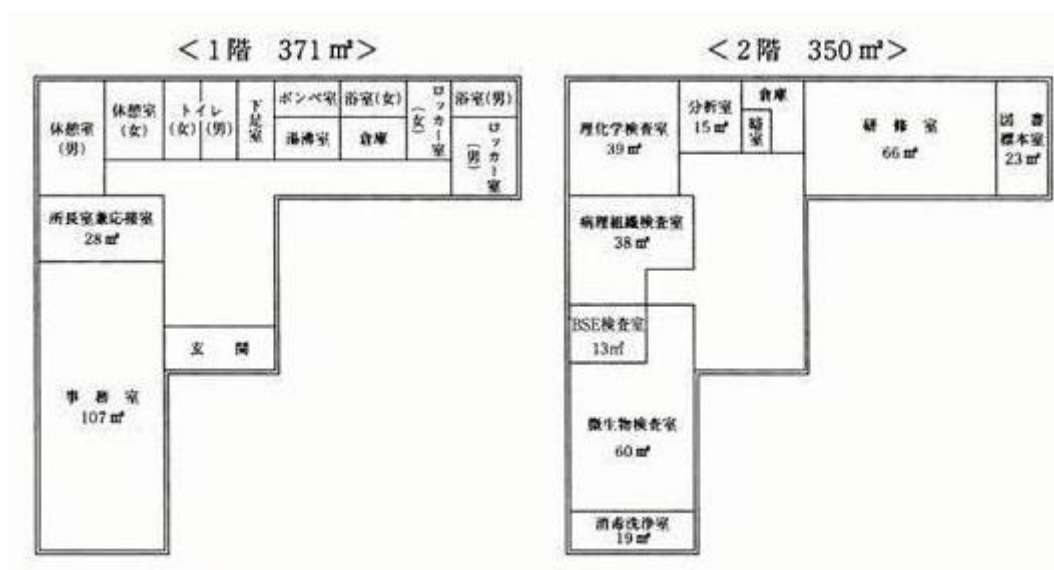 ＜1階 371㎡＞
休憩室
(男)
休憩室
(女)
トイレ
(女)(男)
下足室
ボンベ室
湯沸室
浴室(女)
倉庫
ロッカー室
(女)
浴室(男)
ロッカー室
(男)
所長室兼応接室
28㎡
玄関
事務室
107㎡
＜2階 350㎡＞
理化学検査室
39㎡
分析室
15㎡
倉庫
暗室
研修室
66㎡
図書
標本室
23㎡
病理組織検査室
38㎡
BSE検査室
13㎡
微生物検査室
60㎡
消毒洗浄室
19㎡